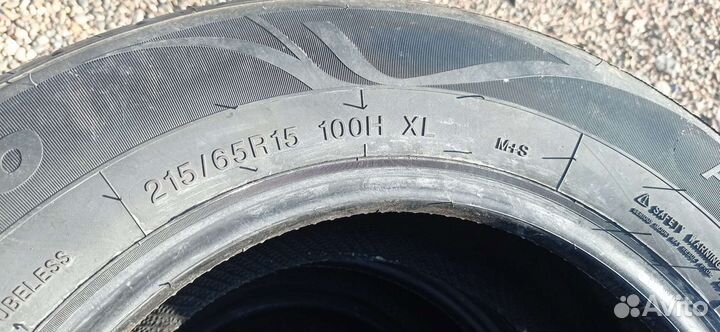 UBELESS
215/65R15 100H XL
M+S
SAFETY WARNING
Avito